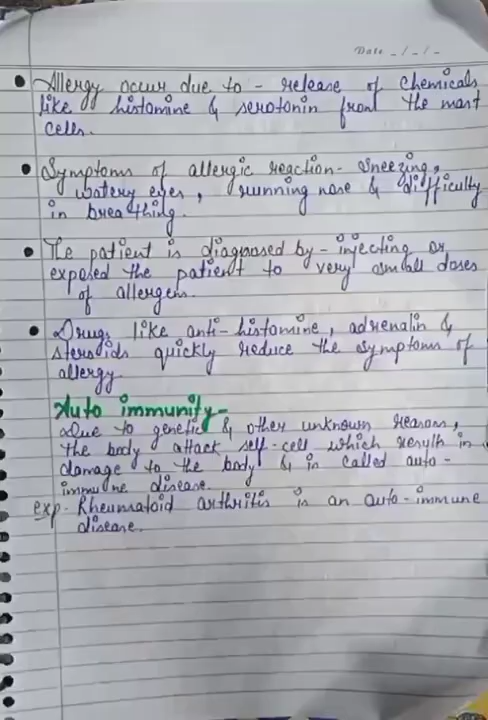 Date _/_/_
• Allergy occur due to - release of chemicals
like histamine & serotonin from the mast
cells.
• Symptoms of allergic reaction - sneezing,
watery eyes, running nose & difficulty
in breathing.
• The patient is diagnosed by - injecting or
exposed the patient to very small doses
of allergens.
• Drugs like anti-histamine, adrenalin &
steroids quickly reduce the symptoms of
allergy.
Auto immunity -
Due to genetic & other unknown reasons,
the body attack self-cell which result in
damage to the body & is called auto-
immune disease.
exp - Rheumatoid arthritis is an auto-immune
disease.